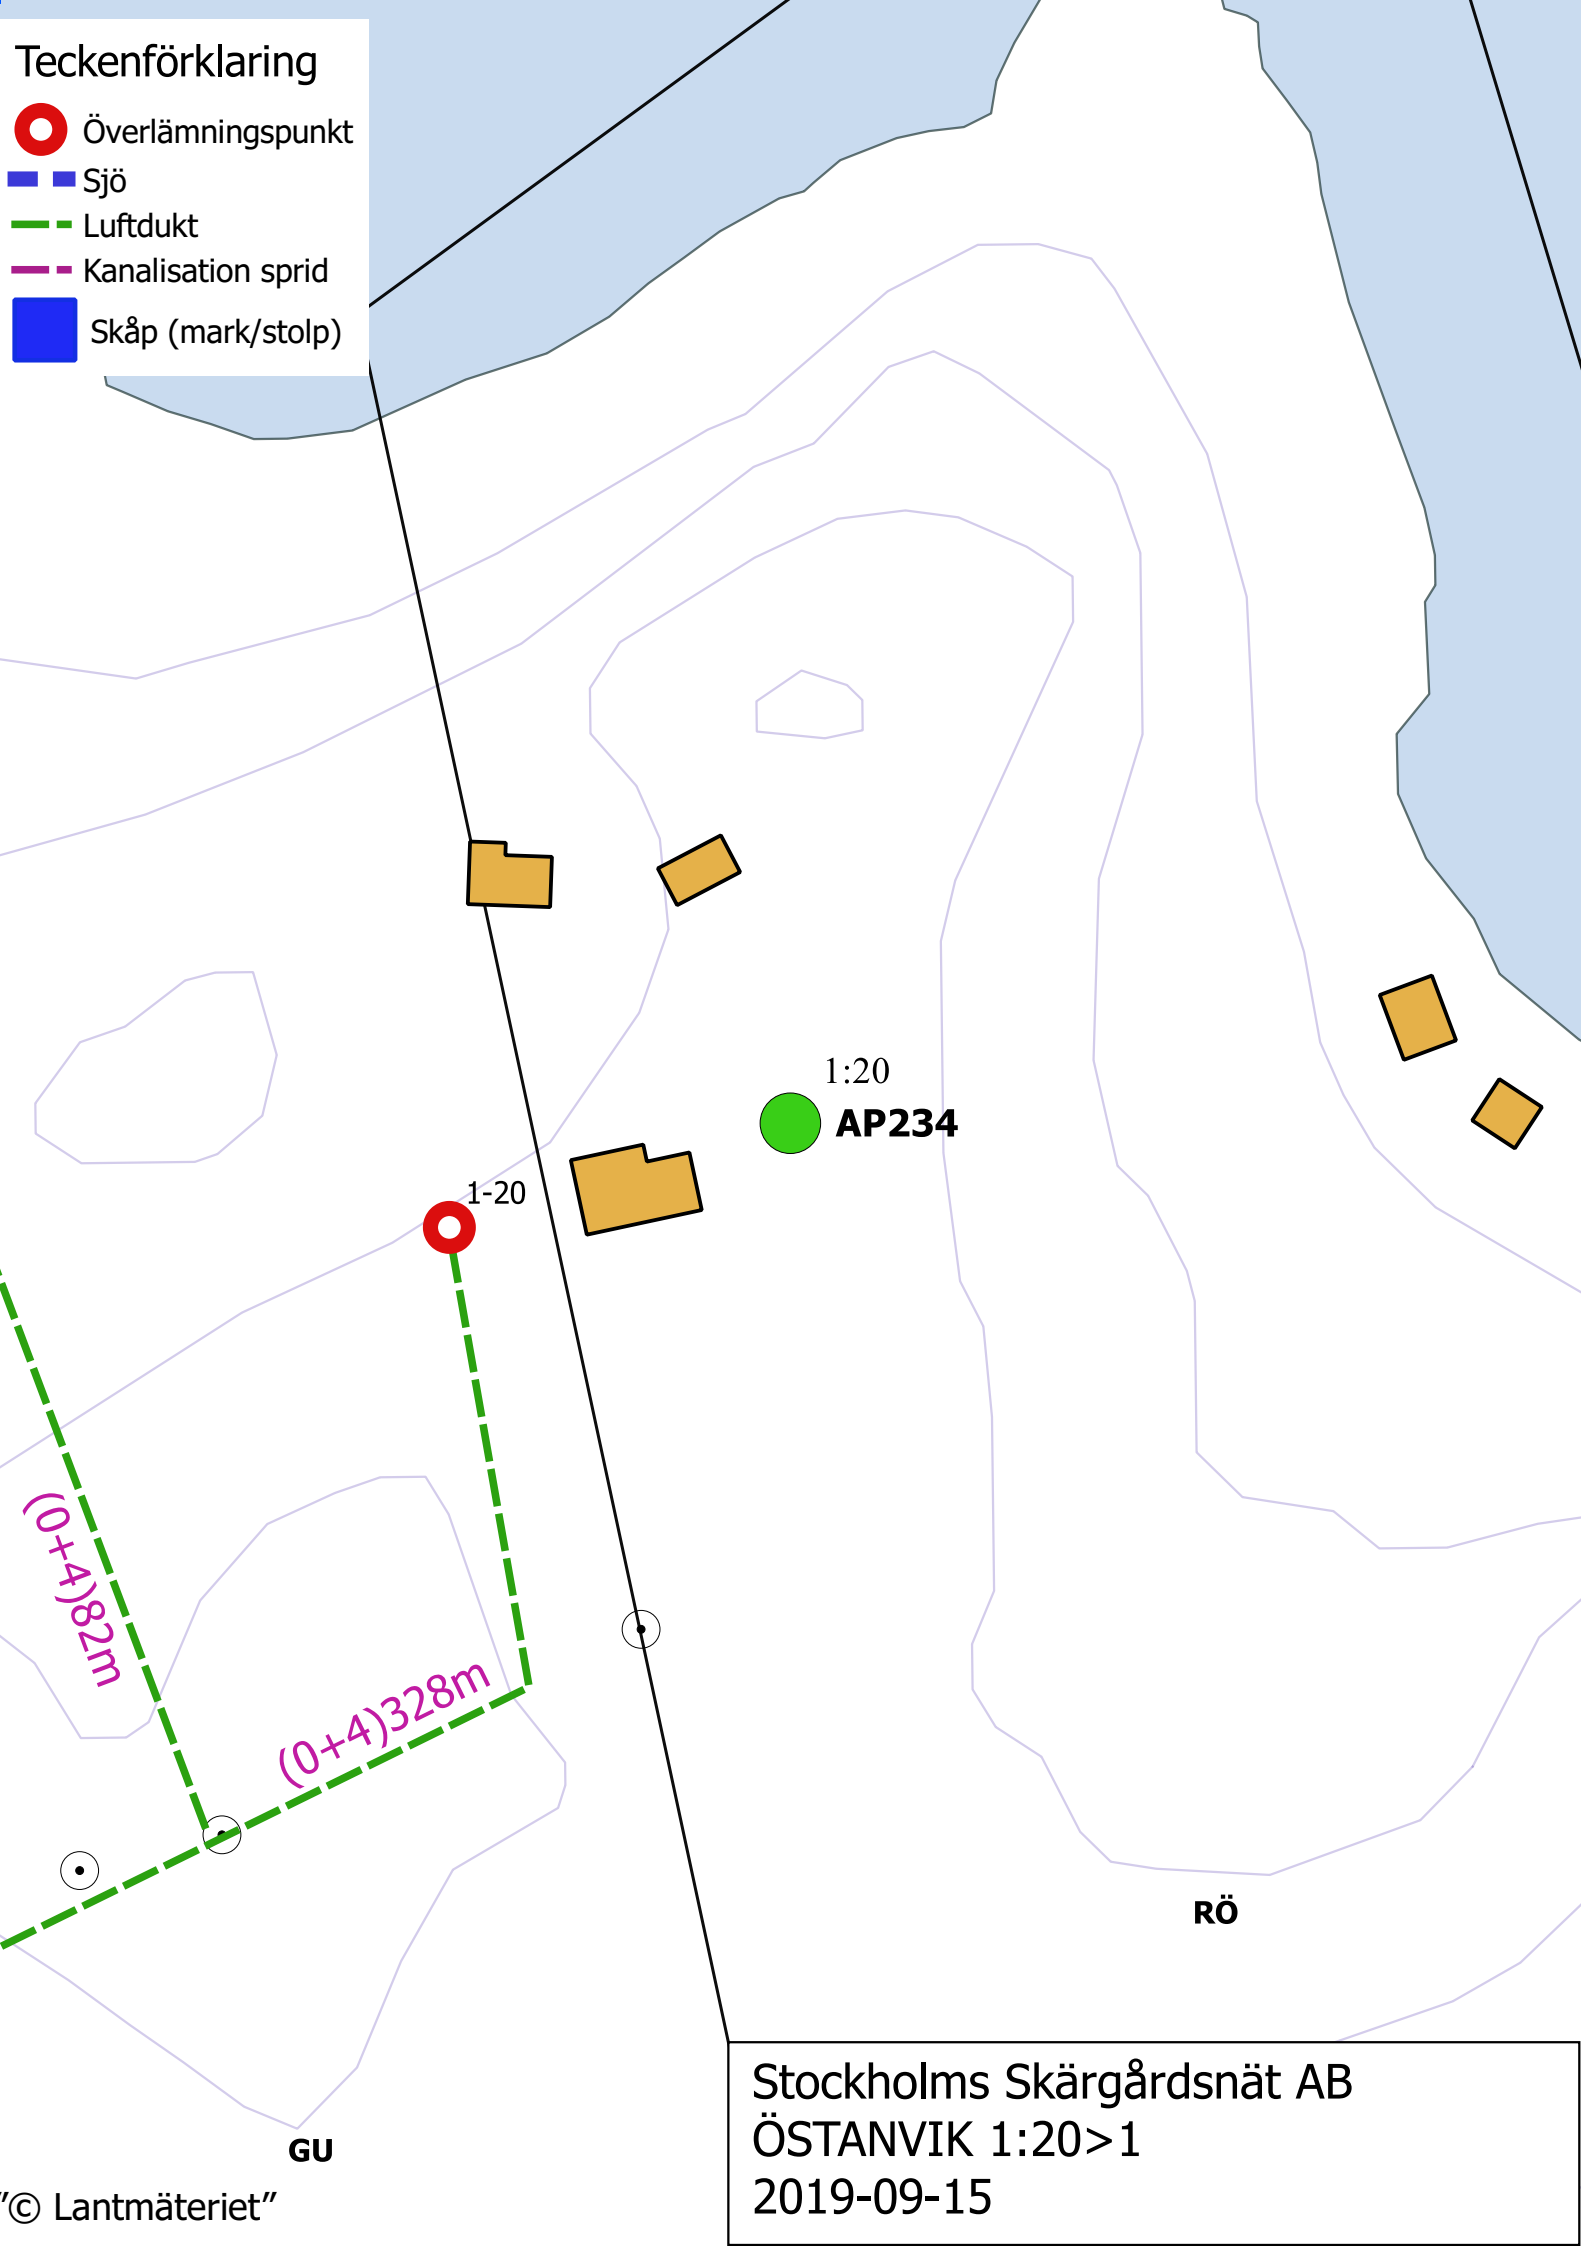 Teckenförklaring
Överlämningspunkt
Sjö
Luftdukt
Kanalisation sprid
Skåp (mark/stolp)
1:20
AP234
1-20
(0+4)82m
(0+4)328m
RÖ
GU
"© Lantmäteriet"
Stockholms Skärgårdsnät AB
ÖSTANVIK 1:20>1
2019-09-15